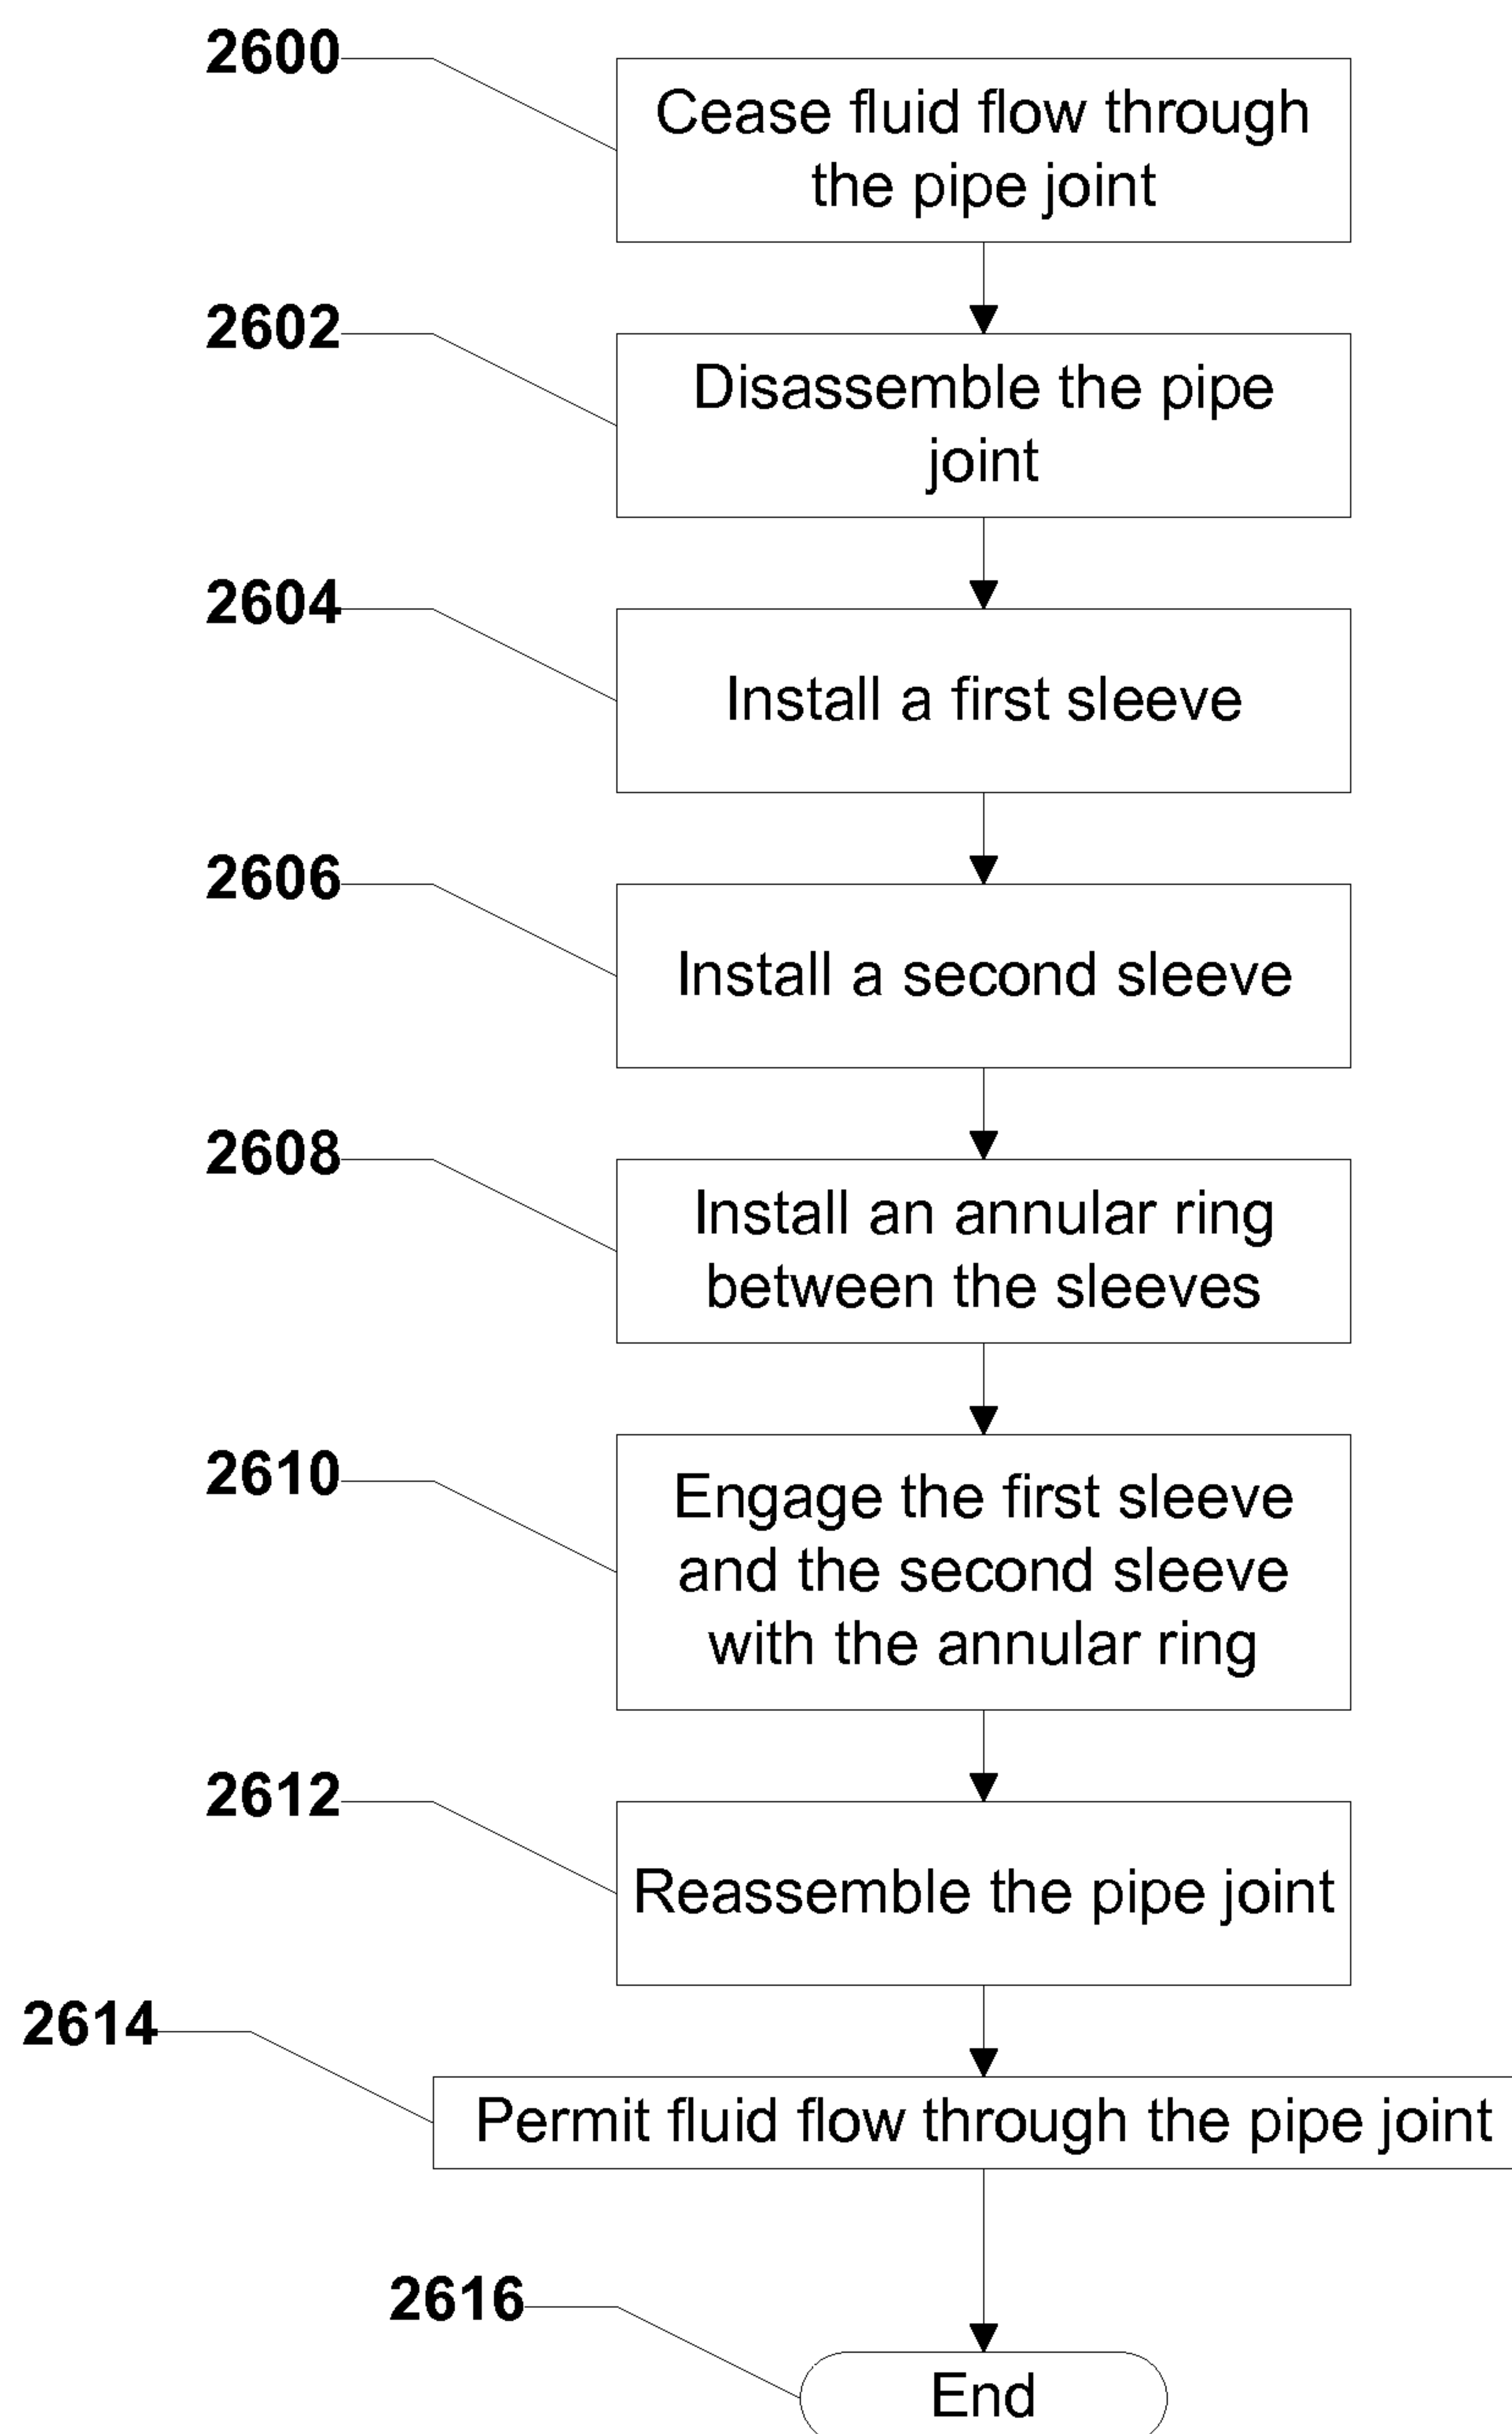 2600
Cease fluid flow through
the pipe joint
2602
Disassemble the pipe
joint
2604
Install a first sleeve
2606
Install a second sleeve
2608
Install an annular ring
between the sleeves
2610
Engage the first sleeve
and the second sleeve
with the annular ring
2612
Reassemble the pipe joint
2614
Permit fluid flow through the pipe joint
2616
End